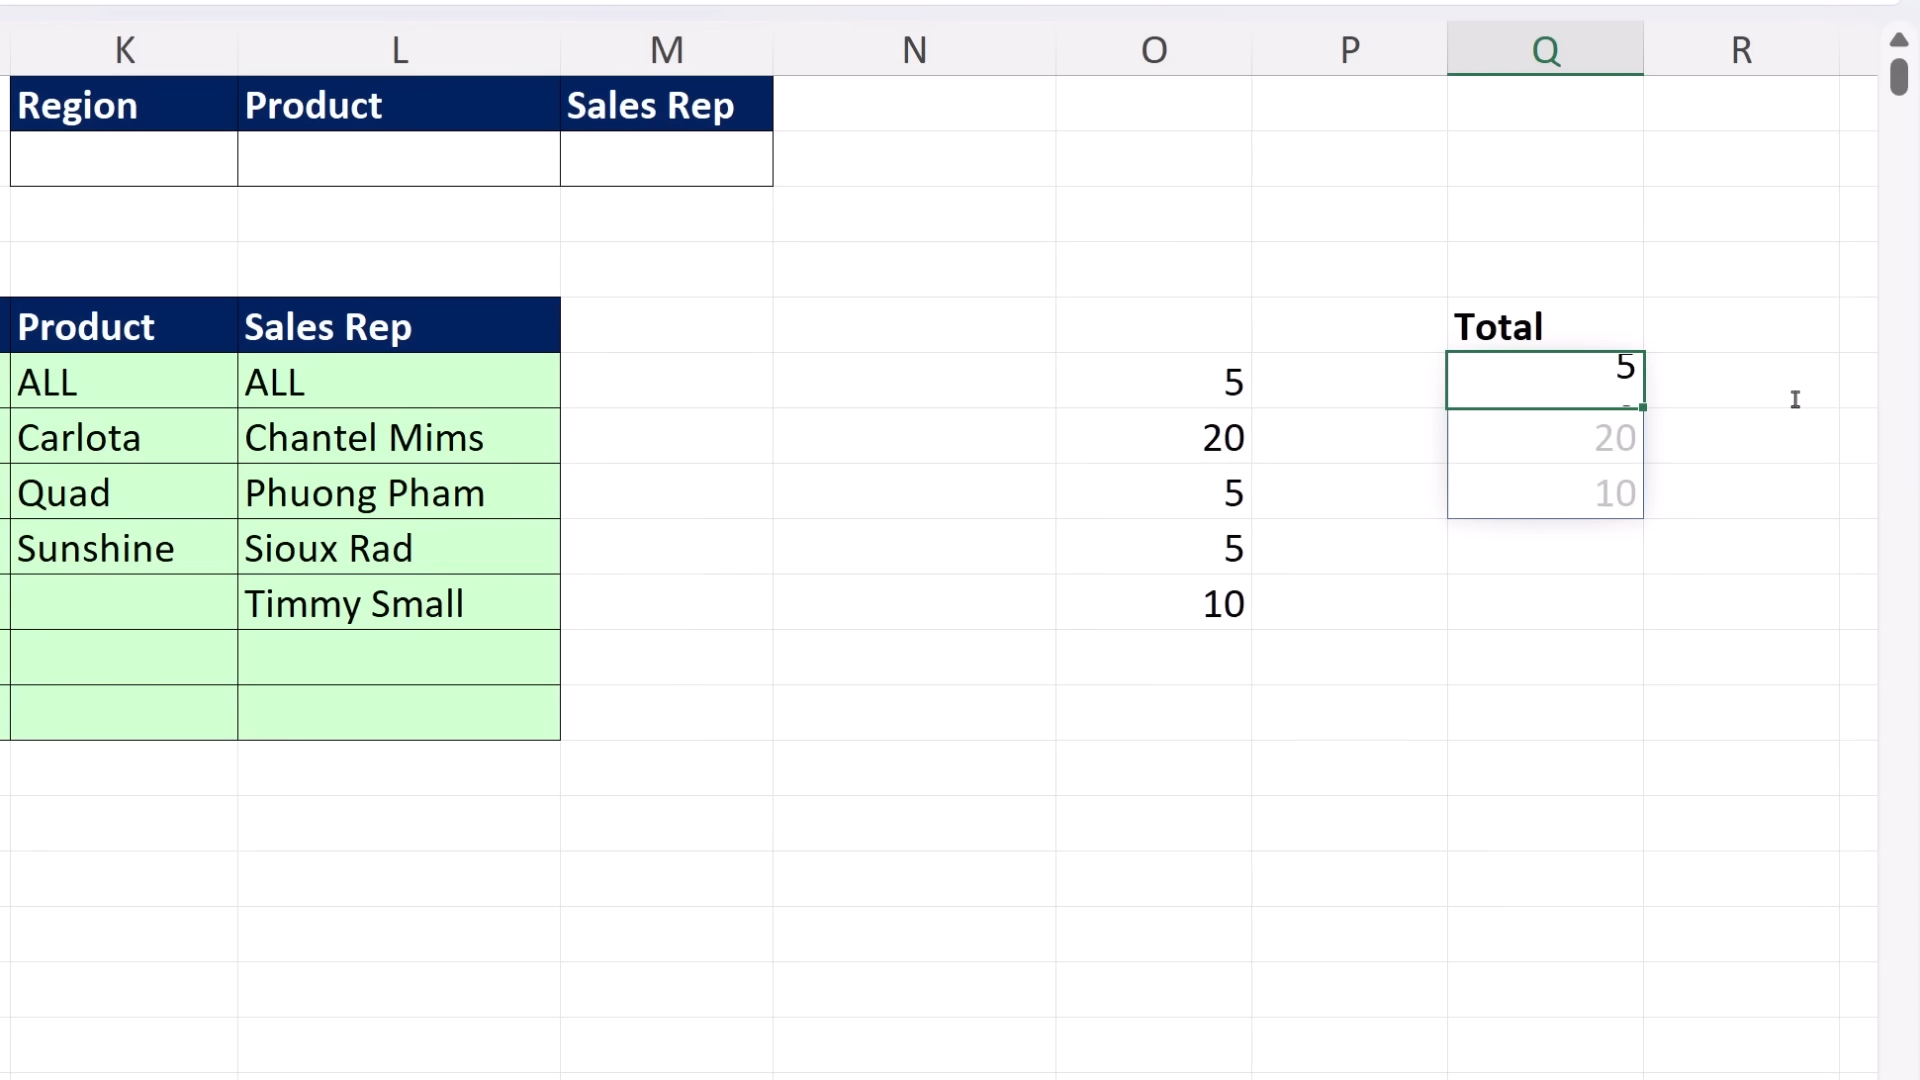 K L M N O P Q R
Region Product Sales Rep
Product Sales Rep Total
ALL ALL 5 5
Carlota Chantel Mims 20 20
Quad Phuong Pham 5 10
Sunshine Sioux Rad 5
Timmy Small 10